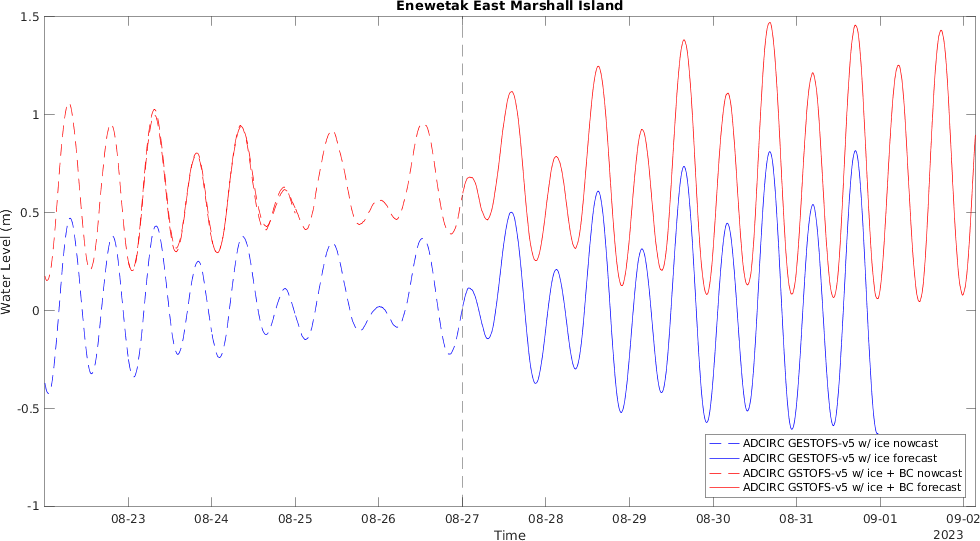 Enewetak East Marshall Island
1.5
1
0.5
0
-0.5
-1
Water Level (m)
ADCIRC GESTOFS-v5 w/ ice nowcast
ADCIRC GESTOFS-v5 w/ ice forecast
ADCIRC GSTOFS-v5 w/ ice + BC nowcast
ADCIRC GSTOFS-v5 w/ ice + BC forecast
08-23 08-24 08-25 08-26 08-27 08-28 08-29 08-30 08-31 09-01 09-02
Time
2023